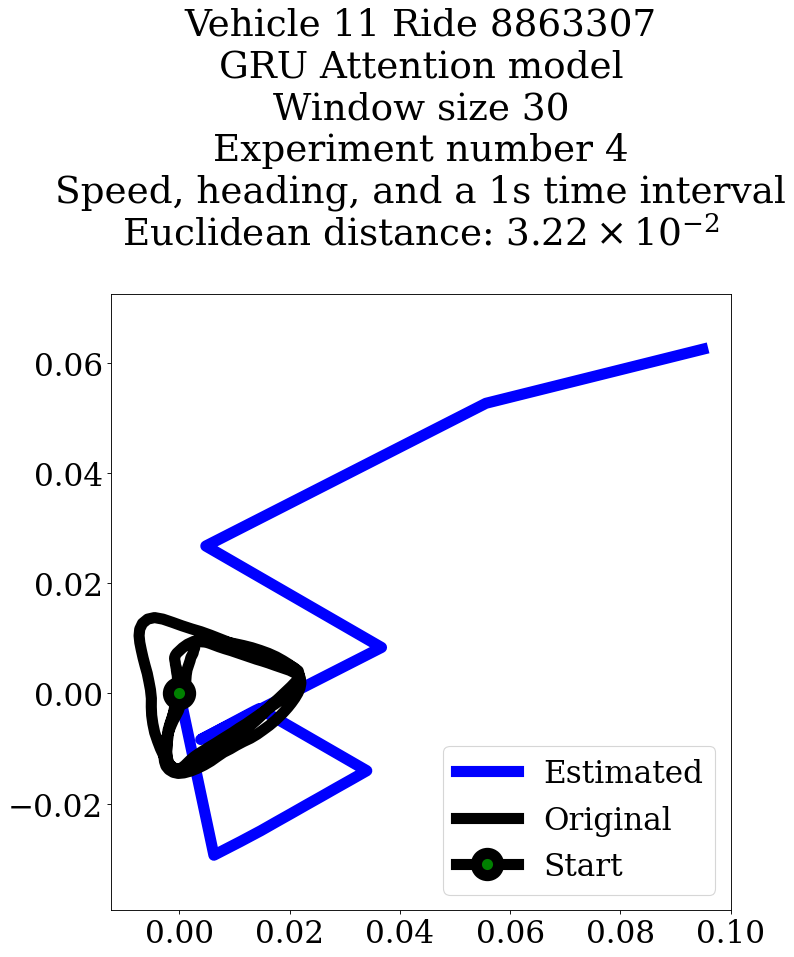 Vehicle 11 Ride 8863307
GRU Attention model
Window size 30
Experiment number 4
Speed, heading, and a 1s time interval
Euclidean distance: 3.22 × 10⁻²
0.06
0.04
0.02
0.00
−0.02
Estimated
Original
Start
0.00 0.02 0.04 0.06 0.08 0.10